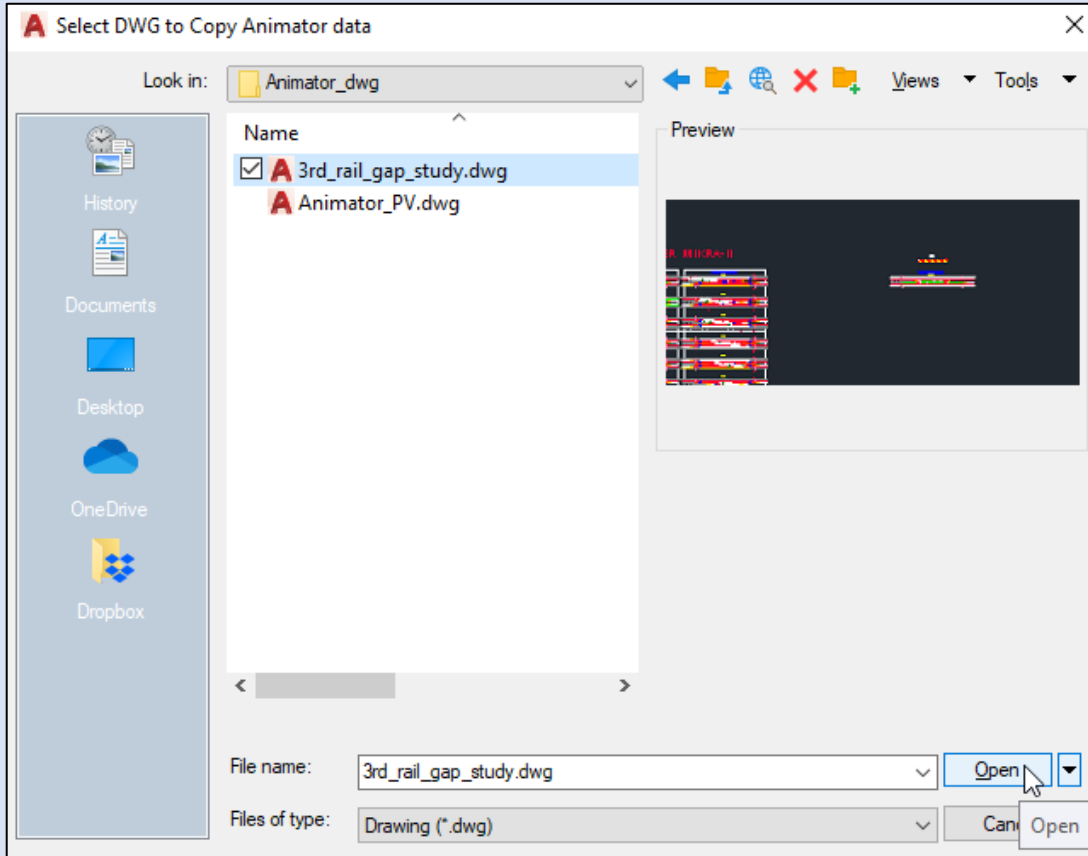 Select DWG to Copy Animator data
Look in:
Animator_dwg
Views
Tools
Name
Preview
3rd_rail_gap_study.dwg
Animator_PV.dwg
History
Documents
Desktop
OneDrive
Dropbox
File name:
3rd_rail_gap_study.dwg
Open
Files of type:
Drawing (*.dwg)
Open